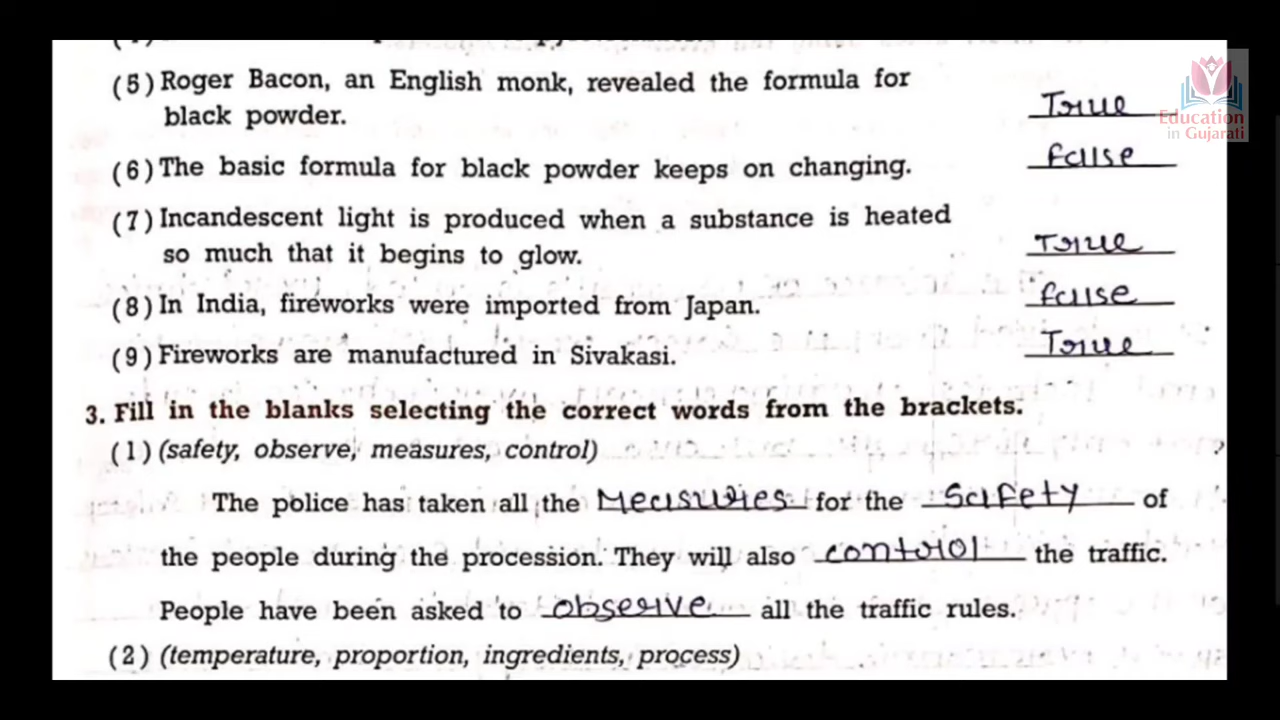 (5) Roger Bacon, an English monk, revealed the formula for
black powder. True
(6) The basic formula for black powder keeps on changing. false
(7) Incandescent light is produced when a substance is heated
so much that it begins to glow. True
(8) In India, fireworks were imported from Japan. false
(9) Fireworks are manufactured in Sivakasi. True
3. Fill in the blanks selecting the correct words from the brackets.
(1) (safety, observe, measures, control)
The police has taken all the Measures for the safety of
the people during the procession. They will also control the traffic.
People have been asked to observe all the traffic rules.
(2) (temperature, proportion, ingredients, process)
Education
in Gujarati